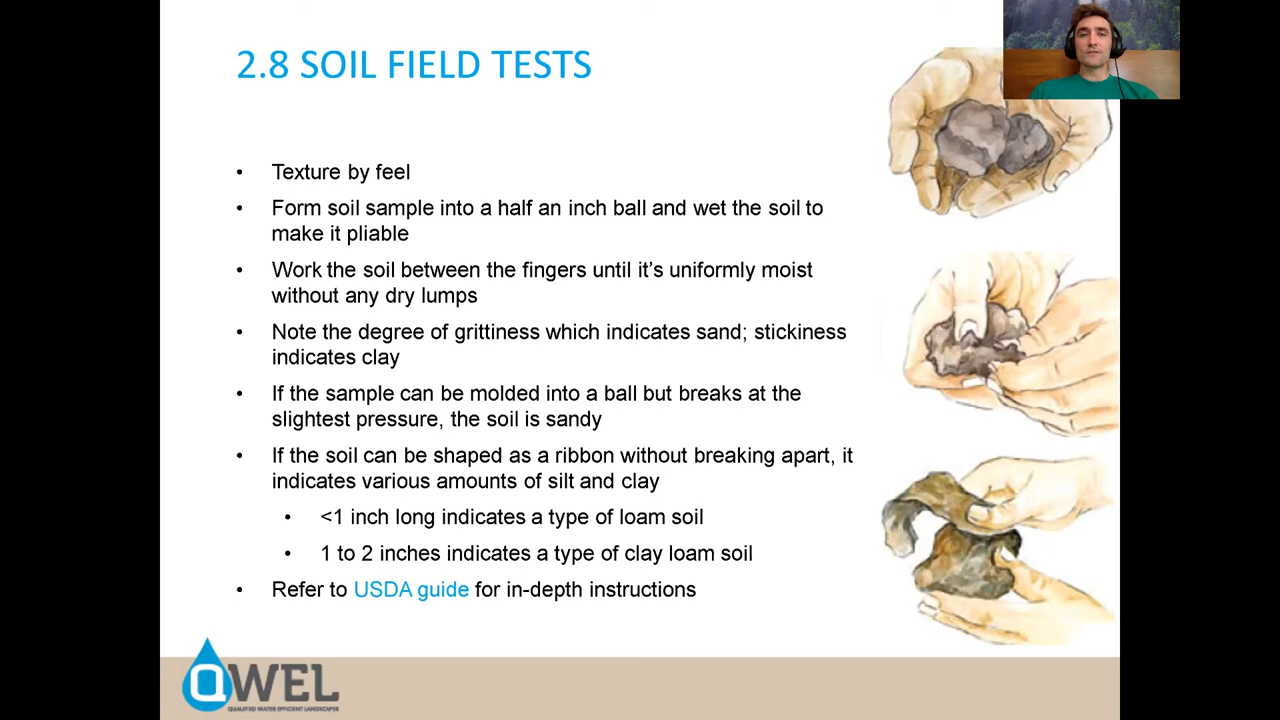 2.8 SOIL FIELD TESTS
• Texture by feel
• Form soil sample into a half an inch ball and wet the soil to
make it pliable
• Work the soil between the fingers until it’s uniformly moist
without any dry lumps
• Note the degree of grittiness which indicates sand; stickiness
indicates clay
• If the sample can be molded into a ball but breaks at the
slightest pressure, the soil is sandy
• If the soil can be shaped as a ribbon without breaking apart, it
indicates various amounts of silt and clay
• <1 inch long indicates a type of loam soil
• 1 to 2 inches indicates a type of clay loam soil
• Refer to USDA guide for in-depth instructions
QWEL
QUALIFIED WATER EFFICIENT LANDSCAPER